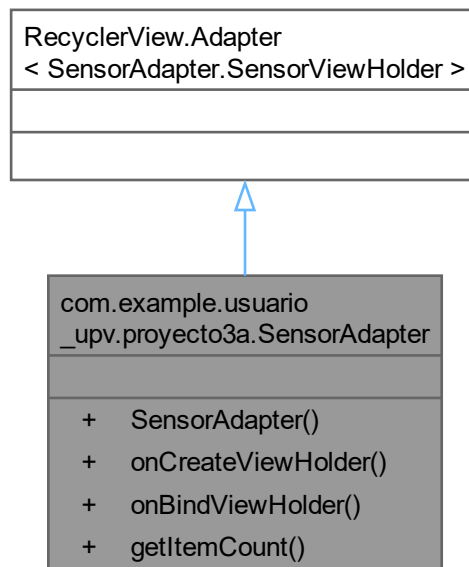 RecyclerView.Adapter
< SensorAdapter.SensorViewHolder >
com.example.usuario
_upv.proyecto3a.SensorAdapter
+ SensorAdapter()
+ onCreateViewHolder()
+ onBindViewHolder()
+ getItemCount()